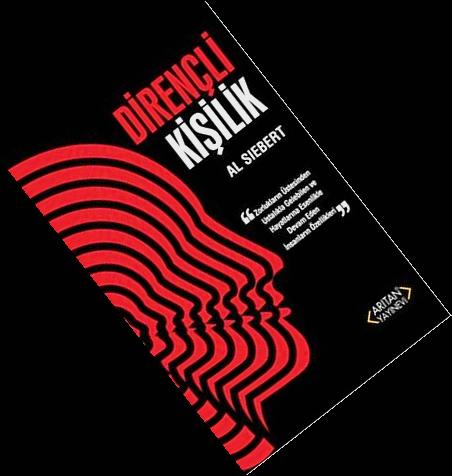 DİRENÇLİ
KİŞİLİK
AL SIEBERT
“Zorlukların Üstesinden
Ustalıkla Gelebilen ve
Hayatlarına Esenlikle
Devam Eden
İnsanların Özellikleri”
ARITAN
YAYINEVİ